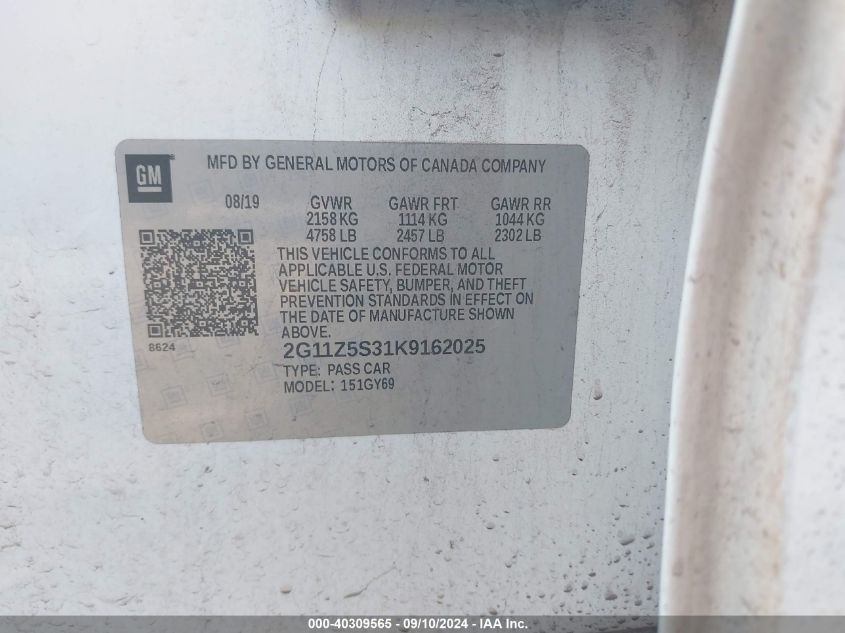 GM
MFD BY GENERAL MOTORS OF CANADA COMPANY
08/19 GVWR GAWR FRT GAWR RR
2158 KG 1114 KG 1044 KG
4758 LB 2457 LB 2302 LB
THIS VEHICLE CONFORMS TO ALL
APPLICABLE U.S. FEDERAL MOTOR
VEHICLE SAFETY, BUMPER, AND THEFT
PREVENTION STANDARDS IN EFFECT ON
THE DATE OF MANUFACTURE SHOWN
ABOVE.
8624
2G11Z5S31K9162025
TYPE: PASS CAR
MODEL: 151GY69
000-40309565 - 09/10/2024 - IAA Inc.